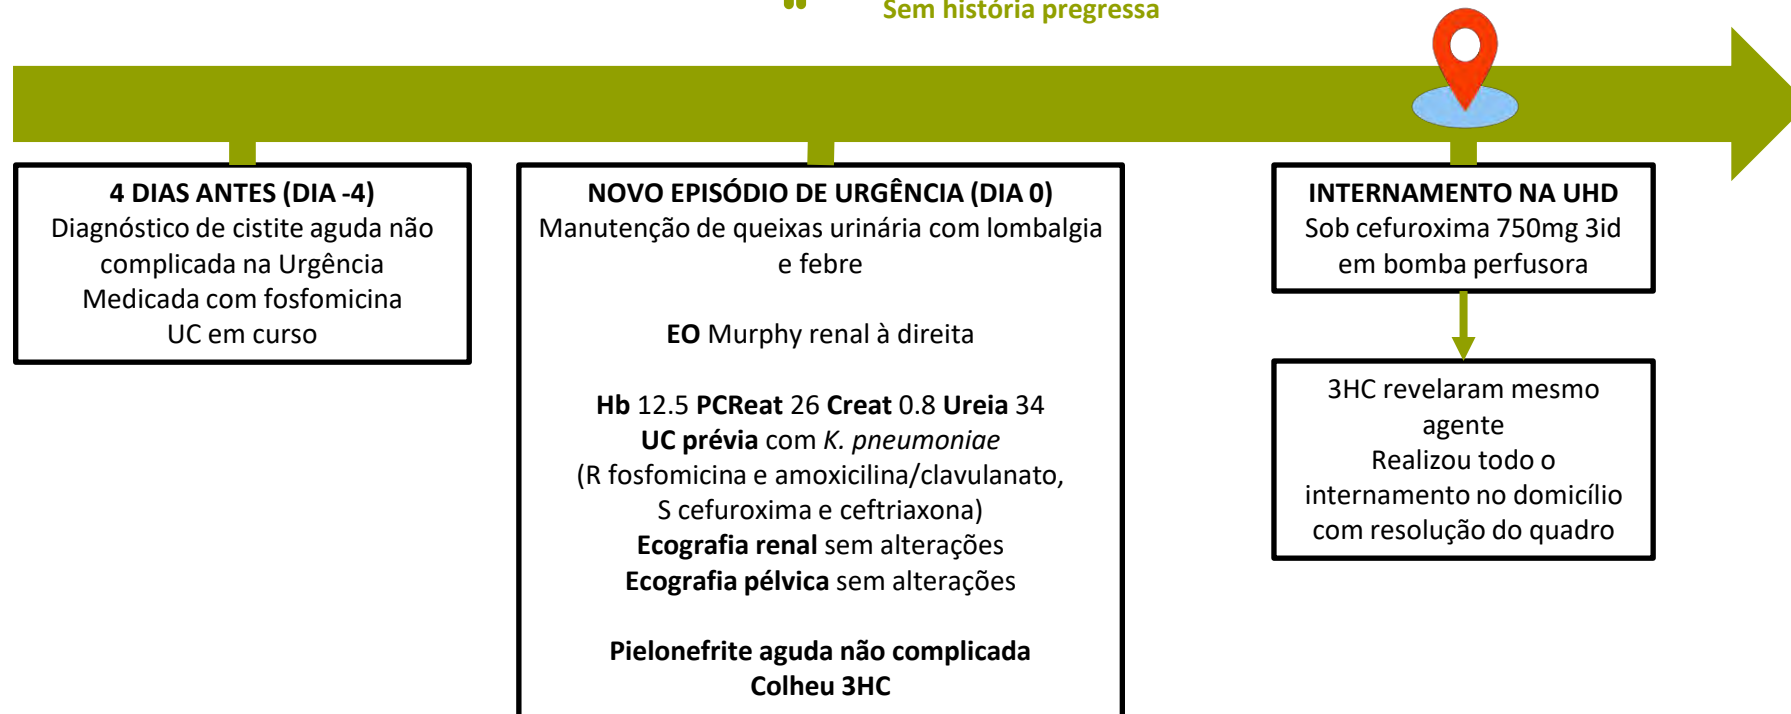 Sem história pregressa
4 DIAS ANTES (DIA -4)
Diagnóstico de cistite aguda não
complicada na Urgência
Medicada com fosfomicina
UC em curso
NOVO EPISÓDIO DE URGÊNCIA (DIA 0)
Manutenção de queixas urinária com lombalgia
e febre
EO Murphy renal à direita
Hb 12.5 PCReat 26 Creat 0.8 Ureia 34
UC prévia com K. pneumoniae
(R fosfomicina e amoxicilina/clavulanato,
S cefuroxima e ceftriaxona)
Ecografia renal sem alterações
Ecografia pélvica sem alterações
Pielonefrite aguda não complicada
Colheu 3HC
INTERNAMENTO NA UHD
Sob cefuroxima 750mg 3id
em bomba perfusora
3HC revelaram mesmo
agente
Realizou todo o
internamento no domicílio
com resolução do quadro